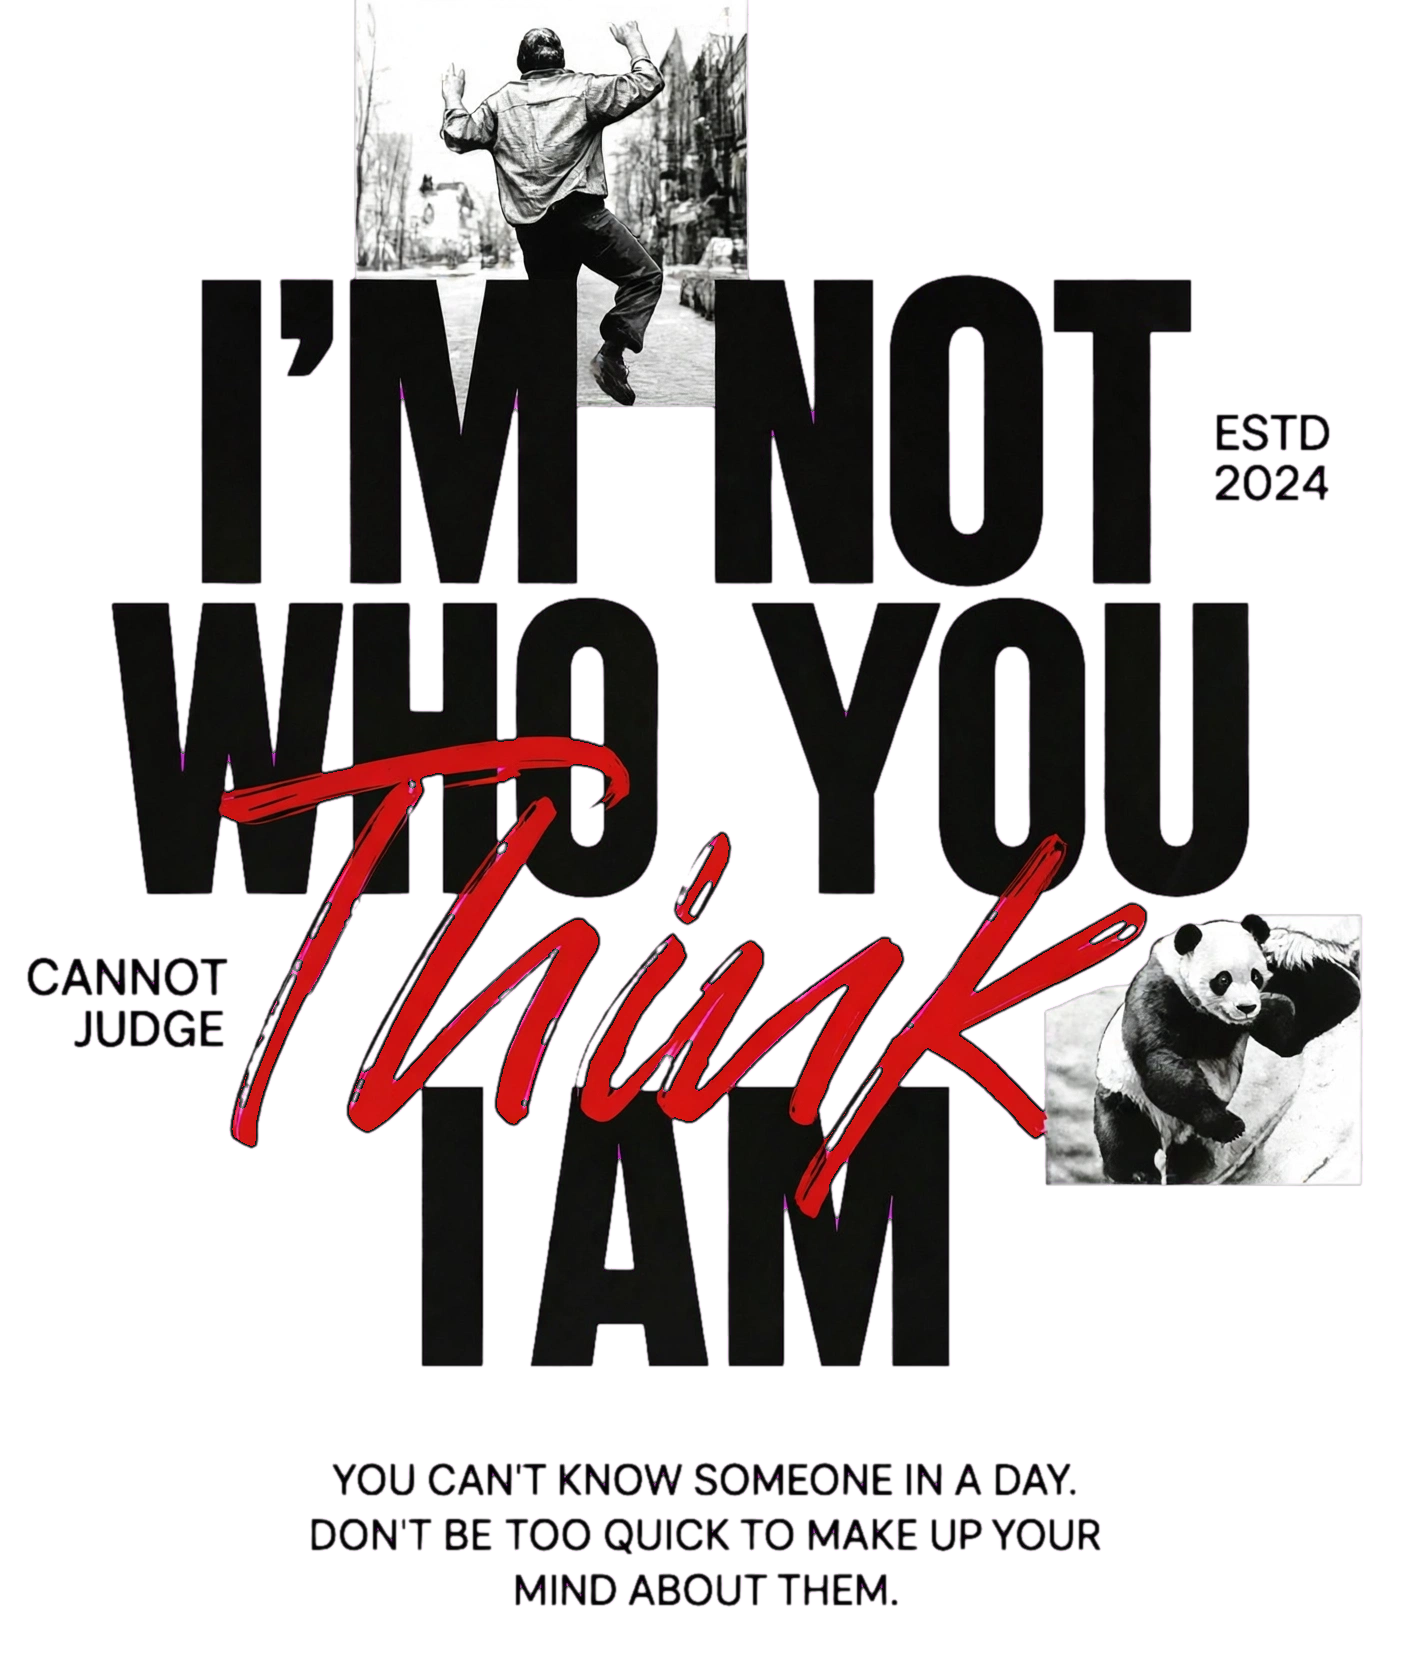 I’M NOT
ESTD
2024
WHO YOU
Think
CANNOT
JUDGE
I AM
YOU CAN'T KNOW SOMEONE IN A DAY.
DON'T BE TOO QUICK TO MAKE UP YOUR
MIND ABOUT THEM.